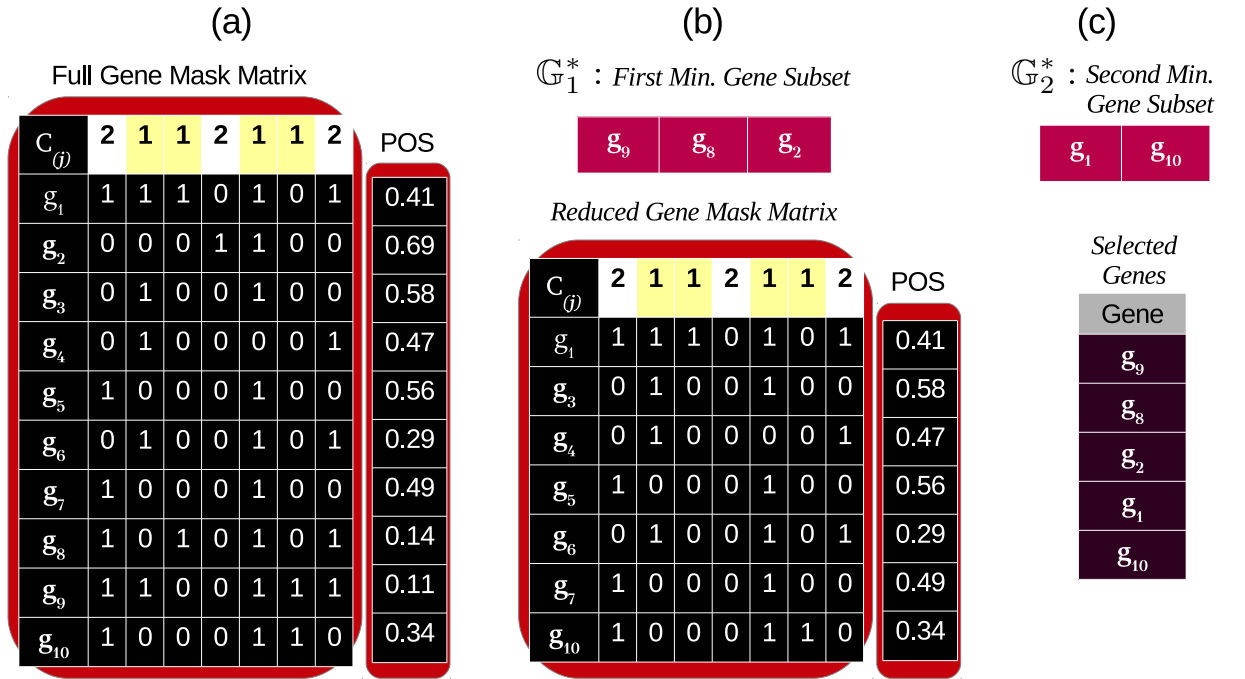 (a)
Full Gene Mask Matrix
C(j) 2 1 1 2 1 1 2 POS
g1 1 1 1 0 1 0 1 0.41
g2 0 0 0 1 1 0 0 0.69
g3 0 1 0 0 1 0 0 0.58
g4 0 1 0 0 0 0 1 0.47
g5 1 0 0 0 1 0 0 0.56
g6 0 1 0 0 1 0 1 0.29
g7 1 0 0 0 1 0 0 0.49
g8 1 0 1 0 1 0 1 0.14
g9 1 1 0 0 1 1 1 0.11
g10 1 0 0 0 1 1 0 0.34
(b)
𝔾*1 : First Min. Gene Subset
g9 g8 g2
Reduced Gene Mask Matrix
C(j) 2 1 1 2 1 1 2 POS
g1 1 1 1 0 1 0 1 0.41
g3 0 1 0 0 1 0 0 0.58
g4 0 1 0 0 0 0 1 0.47
g5 1 0 0 0 1 0 0 0.56
g6 0 1 0 0 1 0 1 0.29
g7 1 0 0 0 1 0 0 0.49
g10 1 0 0 0 1 1 0 0.34
(c)
𝔾*2 : Second Min.
Gene Subset
g1 g10
Selected
Genes
Gene
g9
g8
g2
g1
g10